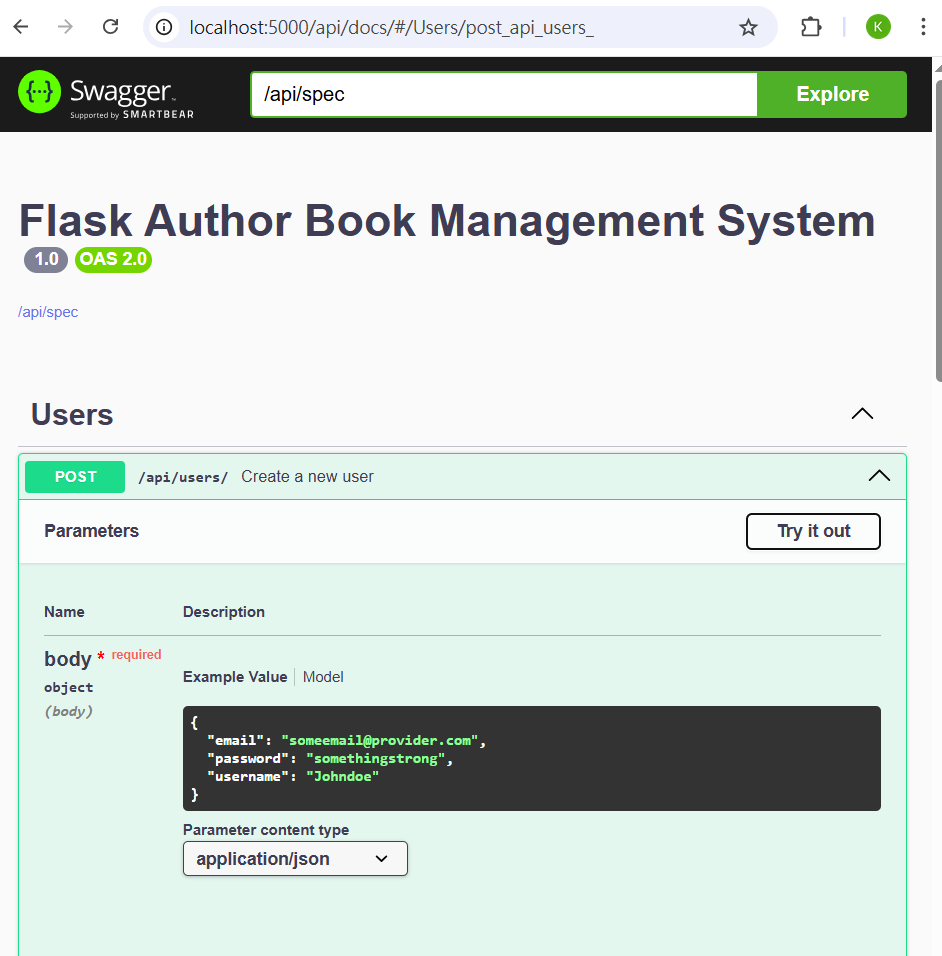 localhost:5000/api/docs/#/Users/post_api_users_
K
{···} Swagger™
Supported by SMARTBEAR
/api/spec
Explore
Flask Author Book Management System
1.0 OAS 2.0
/api/spec
Users
POST /api/users/ Create a new user
Parameters
Try it out
Name Description
body * required
object
(body)
Example Value Model
{
"email": "someemail@provider.com",
"password": "somethingstrong",
"username": "Johndoe"
}
Parameter content type
application/json